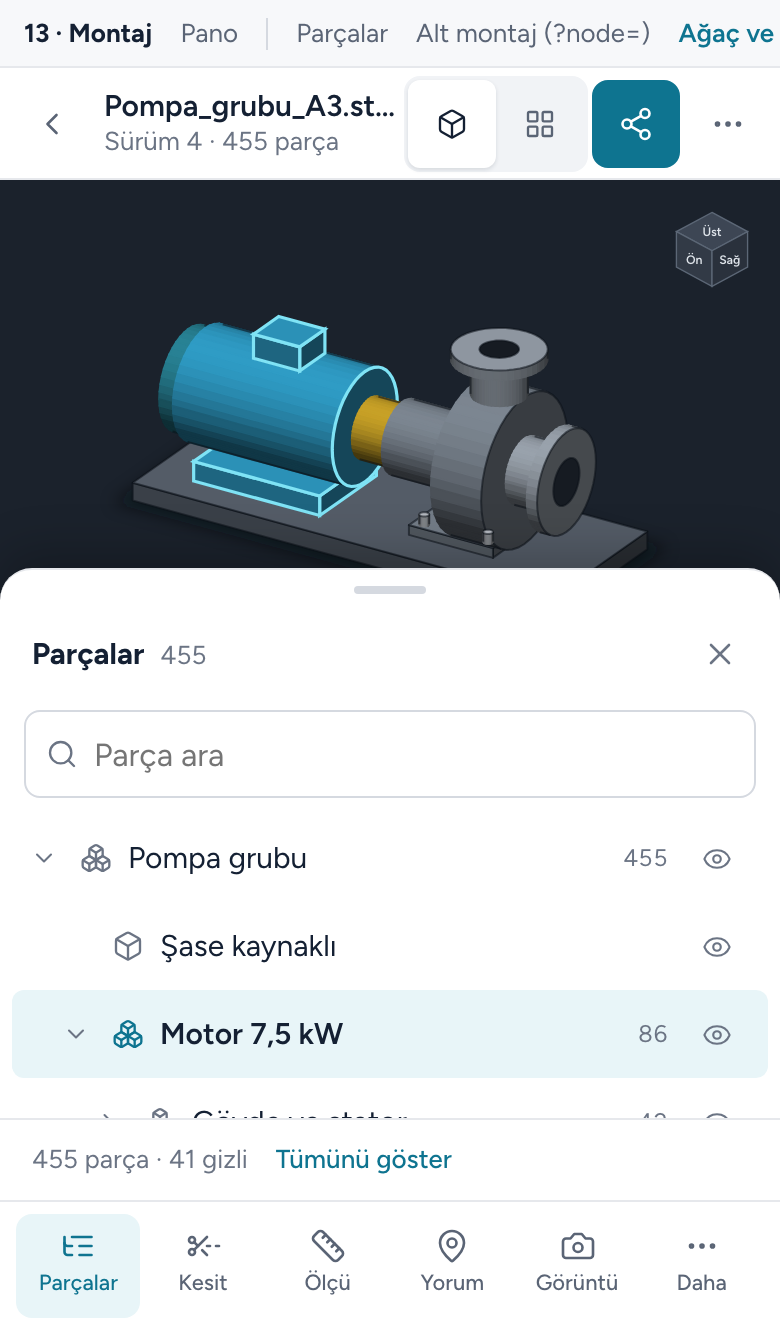 13 · Montaj Pano Parçalar Alt montaj (?node=) Ağaç ve
Pompa_grubu_A3.st...
Sürüm 4 · 455 parça
Üst
Ön Sağ
Parçalar 455
Parça ara
Pompa grubu 455
Şase kaynaklı
Motor 7,5 kW 86
455 parça · 41 gizli Tümünü göster
Parçalar Kesit Ölçü Yorum Görüntü Daha